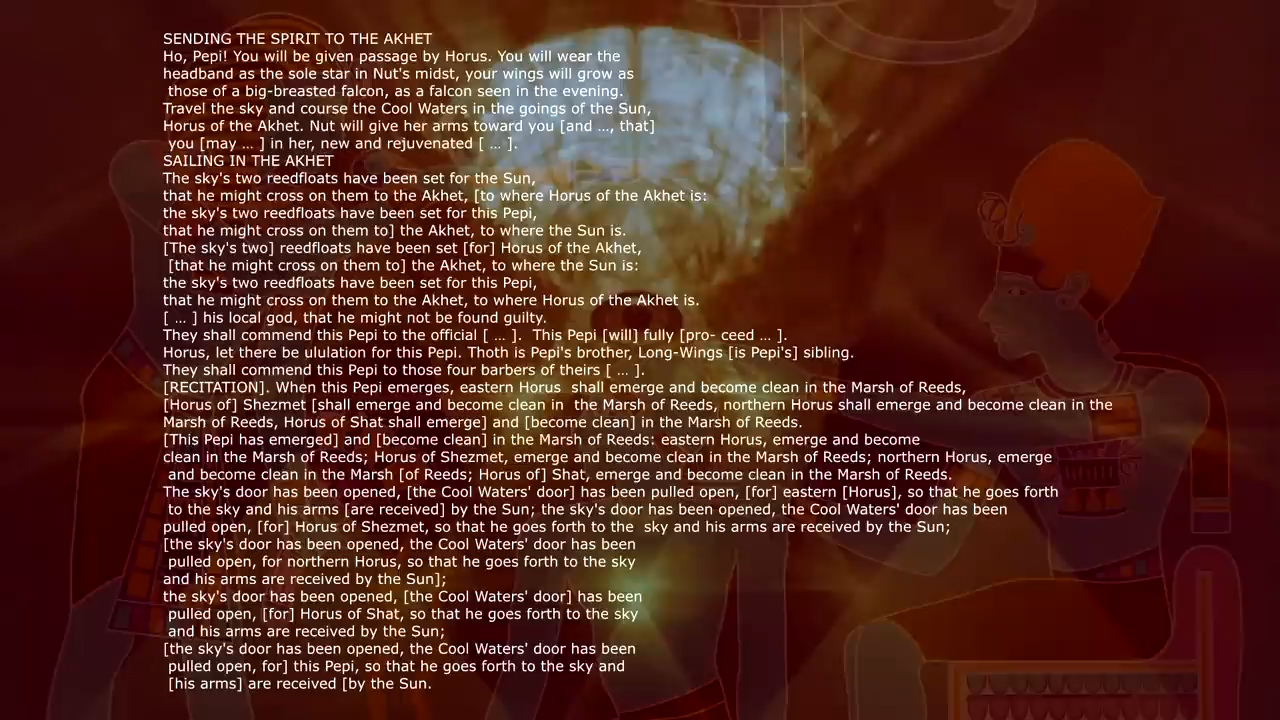 SENDING THE SPIRIT TO THE AKHET
Ho, Pepi! You will be given passage by Horus. You will wear the
headband as the sole star in Nut's midst, your wings will grow as
those of a big-breasted falcon, as a falcon seen in the evening.
Travel the sky and course the Cool Waters in the goings of the Sun,
Horus of the Akhet. Nut will give her arms toward you [and ..., that]
you [may ... ] in her, new and rejuvenated [ ... ].
SAILING IN THE AKHET
The sky's two reedfloats have been set for the Sun,
that he might cross on them to the Akhet, [to where Horus of the Akhet is:
the sky's two reedfloats have been set for this Pepi,
that he might cross on them to] the Akhet, to where the Sun is.
[The sky's two] reedfloats have been set [for] Horus of the Akhet,
[that he might cross on them to] the Akhet, to where the Sun is:
the sky's two reedfloats have been set for this Pepi,
that he might cross on them to the Akhet, to where Horus of the Akhet is.
[ ... ] his local god, that he might not be found guilty.
They shall commend this Pepi to the official [ ... ].  This Pepi [will] fully [pro- ceed ... ].
Horus, let there be ululation for this Pepi. Thoth is Pepi's brother, Long-Wings [is Pepi's] sibling.
They shall commend this Pepi to those four barbers of theirs [ ... ].
[RECITATION]. When this Pepi emerges, eastern Horus  shall emerge and become clean in the Marsh of Reeds,
[Horus of] Shezmet [shall emerge and become clean in  the Marsh of Reeds, northern Horus shall emerge and become clean in the
Marsh of Reeds, Horus of Shat shall emerge] and [become clean] in the Marsh of Reeds.
[This Pepi has emerged] and [become clean] in the Marsh of Reeds: eastern Horus, emerge and become
clean in the Marsh of Reeds; Horus of Shezmet, emerge and become clean in the Marsh of Reeds; northern Horus, emerge
and become clean in the Marsh [of Reeds; Horus of] Shat, emerge and become clean in the Marsh of Reeds.
The sky's door has been opened, [the Cool Waters' door] has been pulled open, [for] eastern [Horus], so that he goes forth
to the sky and his arms [are received] by the Sun; the sky's door has been opened, the Cool Waters' door has been
pulled open, [for] Horus of Shezmet, so that he goes forth to the  sky and his arms are received by the Sun;
[the sky's door has been opened, the Cool Waters' door has been
pulled open, for northern Horus, so that he goes forth to the sky
and his arms are received by the Sun];
the sky's door has been opened, [the Cool Waters' door] has been
pulled open, [for] Horus of Shat, so that he goes forth to the sky
and his arms are received by the Sun;
[the sky's door has been opened, the Cool Waters' door has been
pulled open, for] this Pepi, so that he goes forth to the sky and
[his arms] are received [by the Sun.